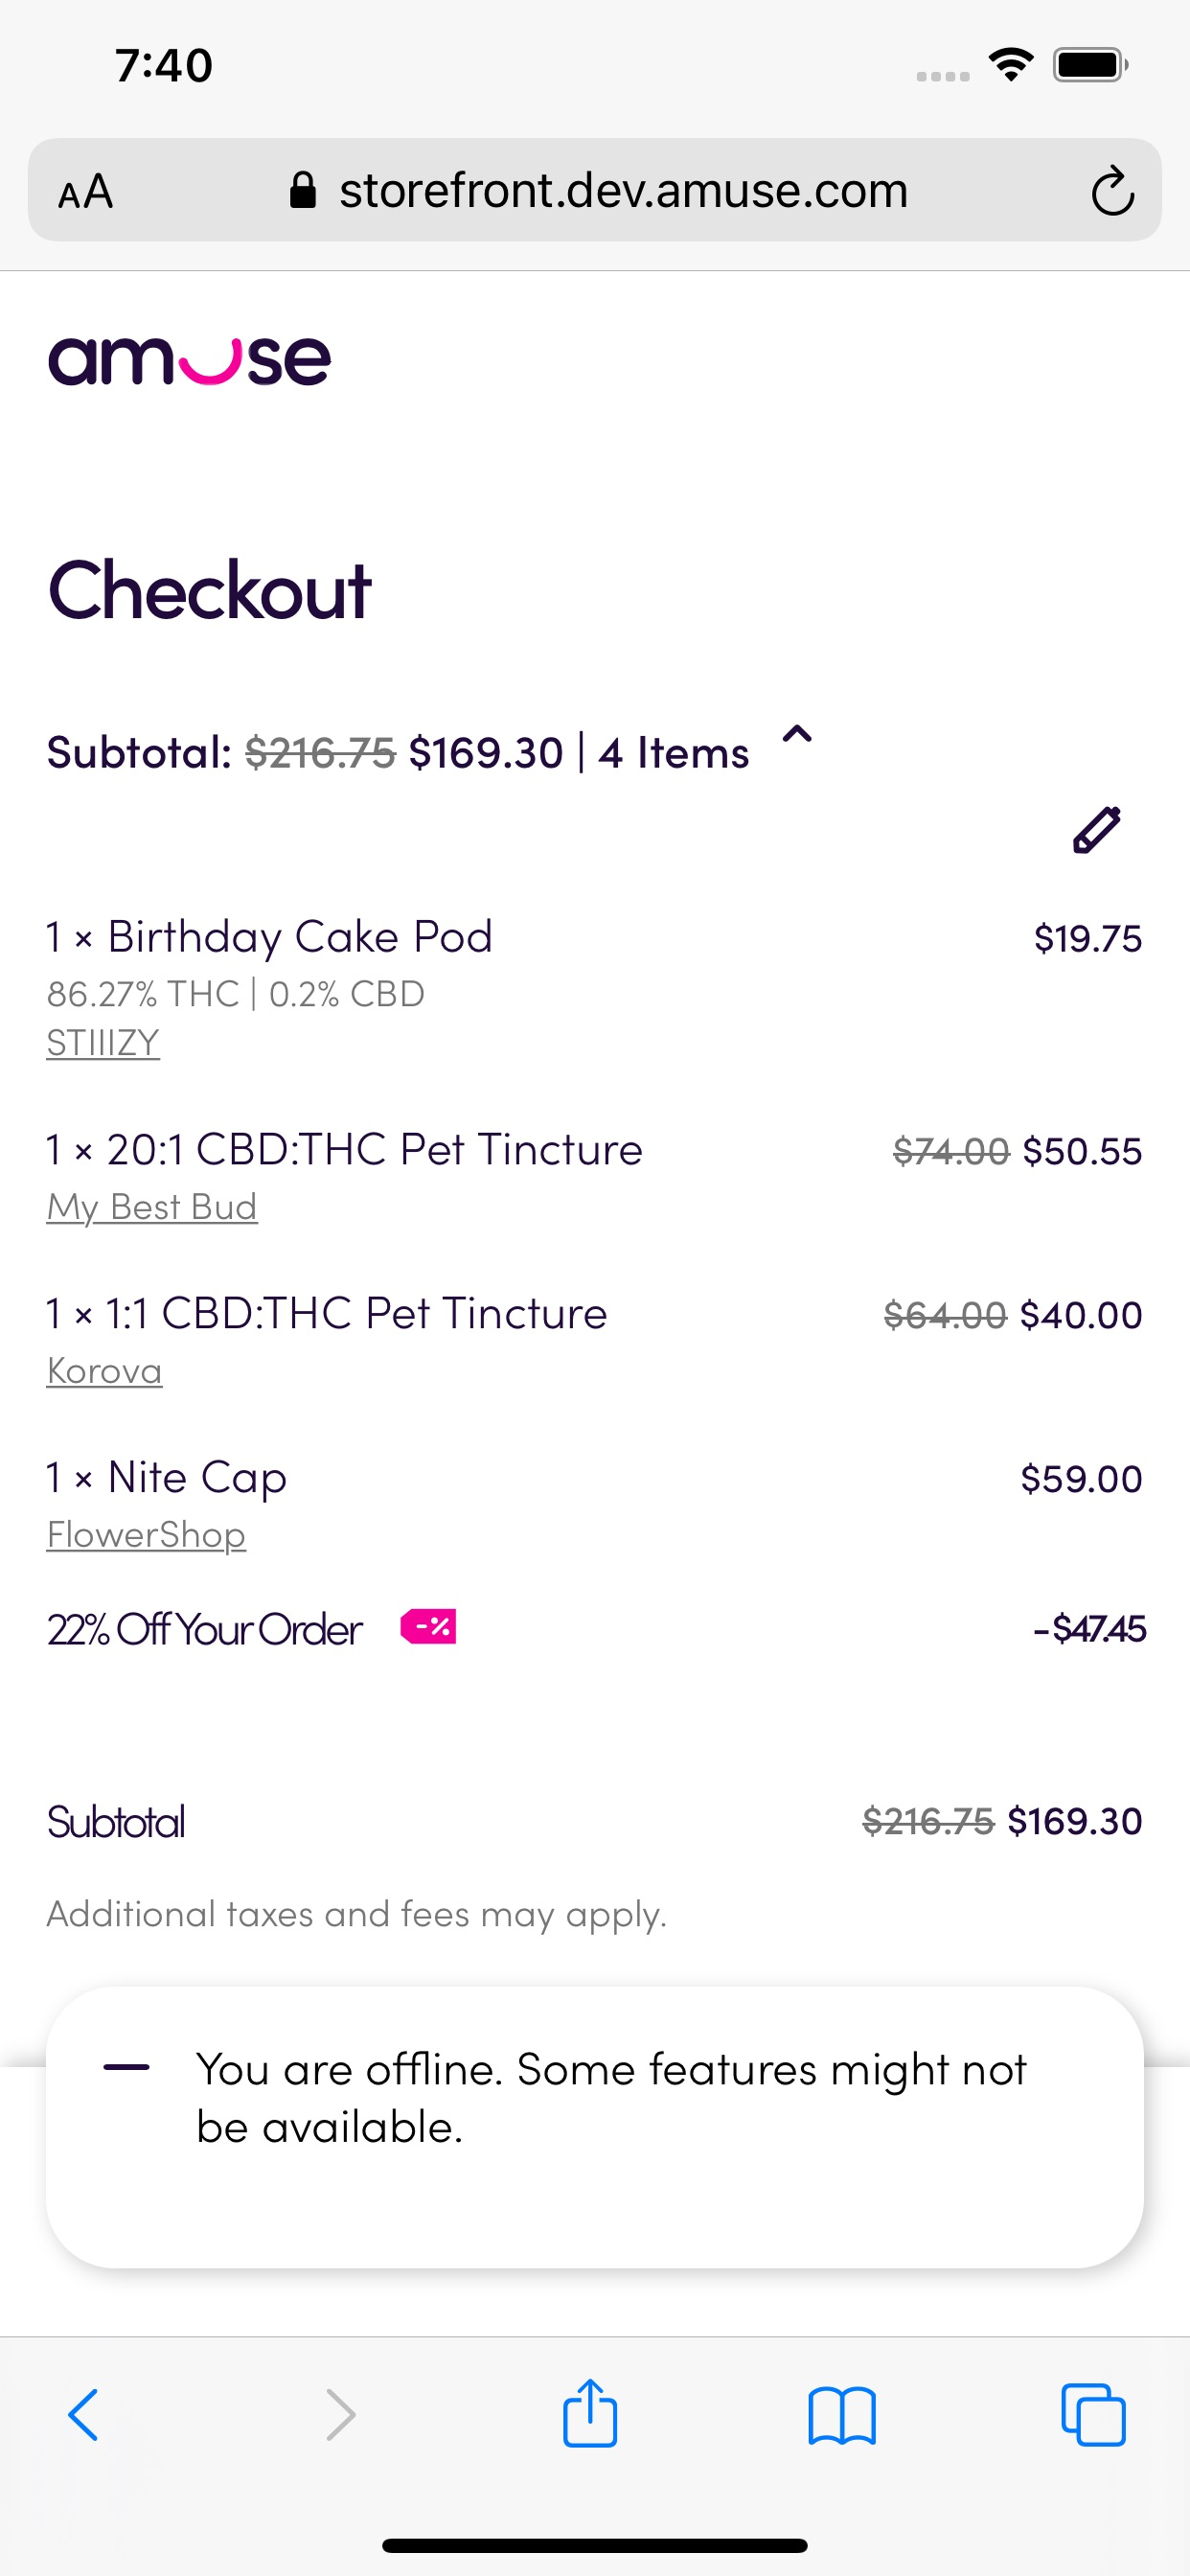 7:40
AA storefront.dev.amuse.com
amuse
Checkout
Subtotal: $216.75 $169.30 | 4 Items
1 × Birthday Cake Pod $19.75
86.27% THC | 0.2% CBD
STIIIZY
1 × 20:1 CBD:THC Pet Tincture $74.00 $50.55
My Best Bud
1 × 1:1 CBD:THC Pet Tincture $64.00 $40.00
Korova
1 × Nite Cap $59.00
FlowerShop
22% Off Your Order -% -$47.45
Subtotal $216.75 $169.30
Additional taxes and fees may apply.
You are offline. Some features might not
be available.